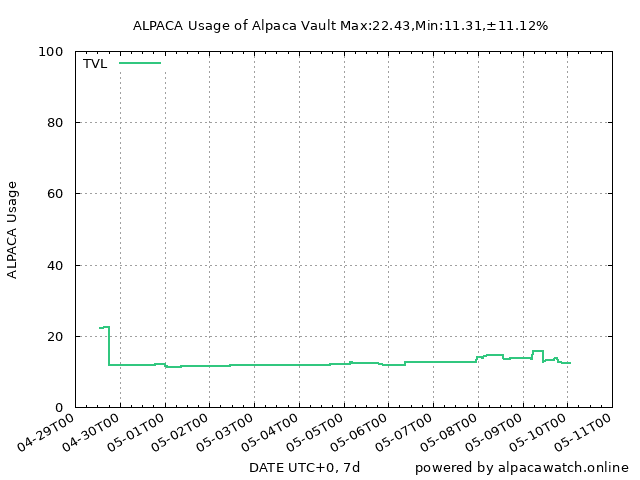 ALPACA Usage of Alpaca Vault Max:22.43,Min:11.31,±11.12%
100
TVL
80
60
40
20
0
ALPACA Usage
04-29T00 04-30T00 05-01T00 05-02T00 05-03T00 05-04T00 05-05T00 05-06T00 05-07T00 05-08T00 05-09T00 05-10T00 05-11T00
DATE UTC+0, 7d powered by alpacawatch.online